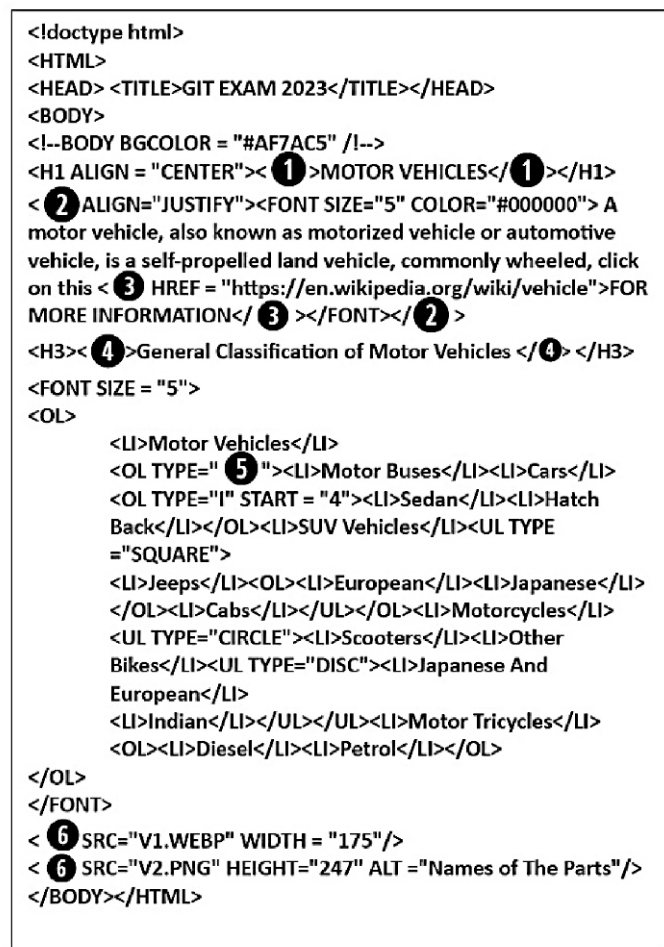 <!doctype html>
<HTML>
<HEAD> <TITLE>GIT EXAM 2023</TITLE></HEAD>
<BODY>
<!--BODY BGCOLOR = "#AF7AC5" /!-->
<H1 ALIGN = "CENTER">< 1 >MOTOR VEHICLES</ 1 ></H1>
< 2 ALIGN="JUSTIFY"><FONT SIZE="5" COLOR="#000000"> A
motor vehicle, also known as motorized vehicle or automotive
vehicle, is a self-propelled land vehicle, commonly wheeled, click
on this < 3 HREF = "https://en.wikipedia.org/wiki/vehicle">FOR
MORE INFORMATION</ 3 ></FONT></ 2 >
<H3>< 4 >General Classification of Motor Vehicles </ 4 > </H3>
<FONT SIZE = "5">
<OL>
<LI>Motor Vehicles</LI>
<OL TYPE=" 5 "><LI>Motor Buses</LI><LI>Cars</LI>
<OL TYPE="I" START = "4"><LI>Sedan</LI><LI>Hatch
Back</LI></OL><LI>SUV Vehicles</LI><UL TYPE
="SQUARE">
<LI>Jeeps</LI><OL><LI>European</LI><LI>Japanese</LI>
</OL><LI>Cabs</LI></UL></OL><LI>Motorcycles</LI>
<UL TYPE="CIRCLE"><LI>Scooters</LI><LI>Other
Bikes</LI><UL TYPE="DISC"><LI>Japanese And
European</LI>
<LI>Indian</LI></UL></UL><LI>Motor Tricycles</LI>
<OL><LI>Diesel</LI><LI>Petrol</LI></OL>
</OL>
</FONT>
< 6 SRC="V1.WEBP" WIDTH = "175"/>
< 6 SRC="V2.PNG" HEIGHT="247" ALT ="Names of The Parts"/>
</BODY></HTML>